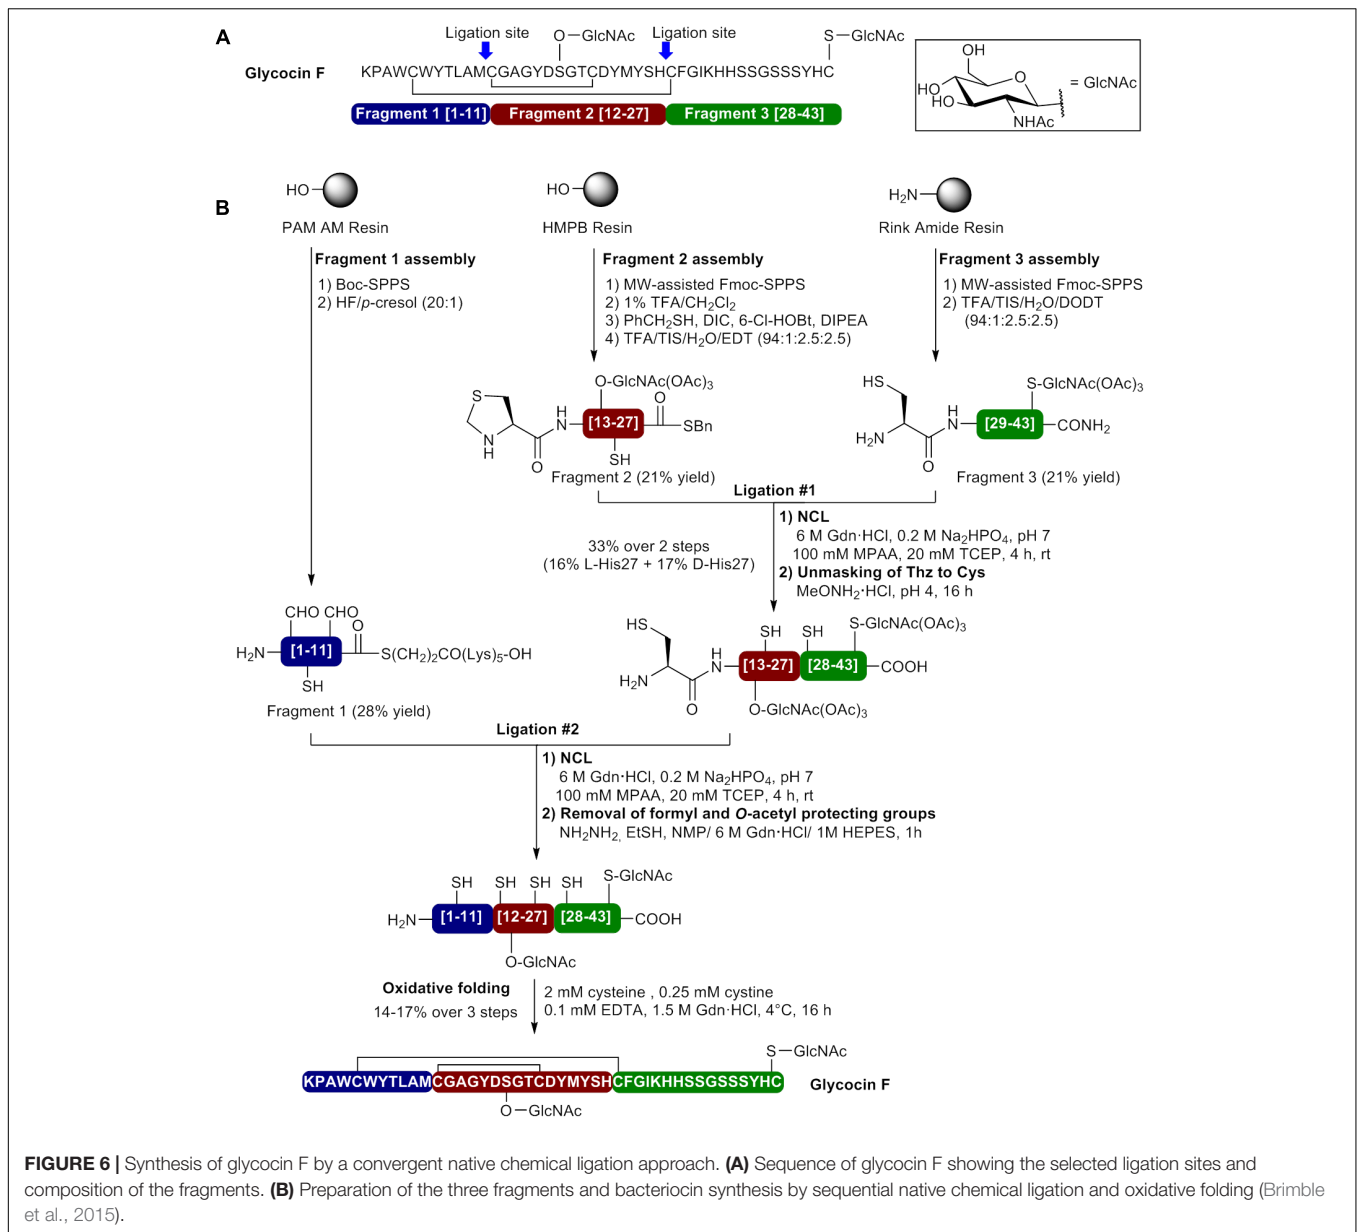 A
Ligation site
O—GlcNAc
Ligation site
S—GlcNAc
Glycocin F
KPAWCWYTLAMCGAGYDSGTCDYMYSHCFGIKHHSSGSSSYHC
Fragment 1 [1-11]
Fragment 2 [12-27]
Fragment 3 [28-43]
OH
HO
HO
O
NHAc
= GlcNAc
B
HO
PAM AM Resin
HO
HMPB Resin
H2N
Rink Amide Resin
Fragment 1 assembly
1) Boc-SPPS
2) HF/p-cresol (20:1)
Fragment 2 assembly
1) MW-assisted Fmoc-SPPS
2) 1% TFA/CH2Cl2
3) PhCH2SH, DIC, 6-Cl-HOBt, DIPEA
4) TFA/TIS/H2O/EDT (94:1:2.5:2.5)
Fragment 3 assembly
1) MW-assisted Fmoc-SPPS
2) TFA/TIS/H2O/DODT
(94:1:2.5:2.5)
S
N
H
O
H
N
O-GlcNAc(OAc)3
[13-27]
O
SBn
SH
Fragment 2 (21% yield)
HS
H2N
O
H
N
S-GlcNAc(OAc)3
[29-43]
CONH2
Fragment 3 (21% yield)
Ligation #1
33% over 2 steps
(16% L-His27 + 17% D-His27)
1) NCL
6 M Gdn·HCl, 0.2 M Na2HPO4, pH 7
100 mM MPAA, 20 mM TCEP, 4 h, rt
2) Unmasking of Thz to Cys
MeONH2·HCl, pH 4, 16 h
CHO CHO
O
H2N
[1-11]
S(CH2)2CO(Lys)5-OH
SH
Fragment 1 (28% yield)
HS
H2N
O
H
N
SH
SH
S-GlcNAc(OAc)3
[13-27]
[28-43]
COOH
O-GlcNAc(OAc)3
Ligation #2
1) NCL
6 M Gdn·HCl, 0.2 M Na2HPO4, pH 7
100 mM MPAA, 20 mM TCEP, 4 h, rt
2) Removal of formyl and O-acetyl protecting groups
NH2NH2, EtSH, NMP/ 6 M Gdn·HCl/ 1M HEPES, 1h
SH
SH
SH
SH
S-GlcNAc
H2N
[1-11]
[12-27]
[28-43]
COOH
O-GlcNAc
Oxidative folding
14-17% over 3 steps
2 mM cysteine , 0.25 mM cystine
0.1 mM EDTA, 1.5 M Gdn·HCl, 4°C, 16 h
S—GlcNAc
KPAWCWYTLAMCGAGYDSGTCDYMYSHCFGIKHHSSGSSSYHC
Glycocin F
O—GlcNAc
FIGURE 6 | Synthesis of glycocin F by a convergent native chemical ligation approach. (A) Sequence of glycocin F showing the selected ligation sites and
composition of the fragments. (B) Preparation of the three fragments and bacteriocin synthesis by sequential native chemical ligation and oxidative folding (Brimble
et al., 2015).